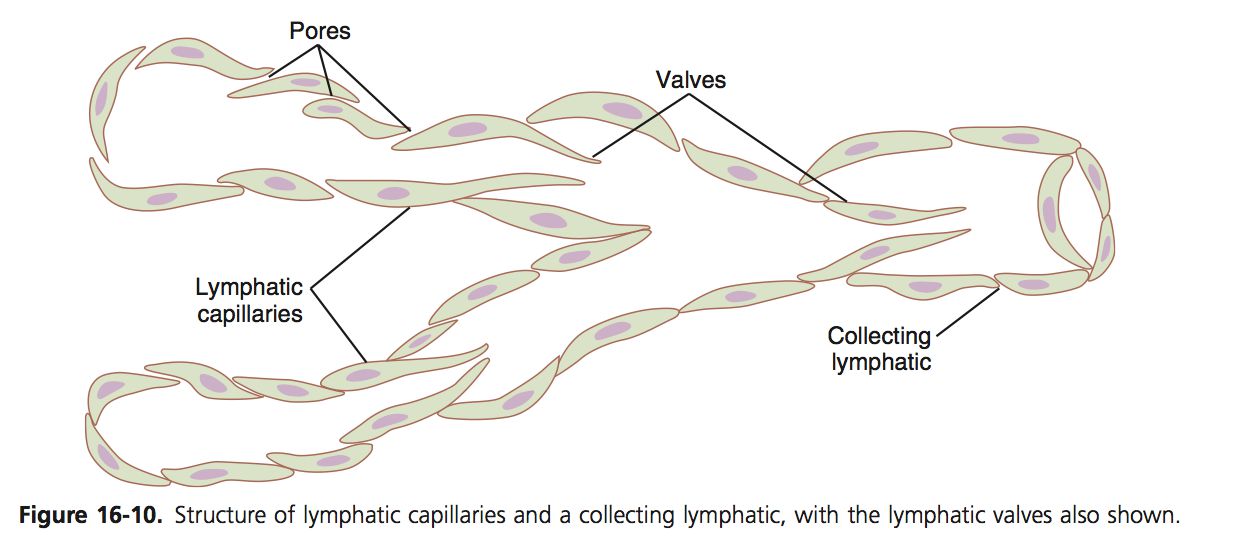 Pores
Valves
Lymphatic
capillaries
Collecting
lymphatic
Figure 16-10. Structure of lymphatic capillaries and a collecting lymphatic, with the lymphatic valves also shown.